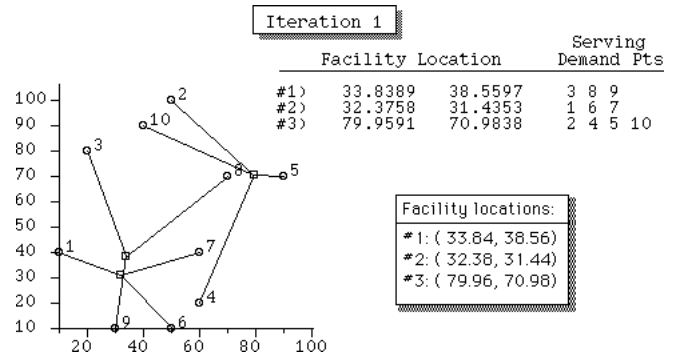 Iteration 1
Serving
Facility Location Demand Pts
#1) 33.8389 38.5597 3 8 9
#2) 32.3758 31.4353 1 6 7
#3) 79.9591 70.9838 2 4 5 10
100
90
80
70
60
50
40
30
20
10
20 40 60 80 100
2
10
3
8
5
1
7
4
9
6
Facility locations:
#1: ( 33.84, 38.56)
#2: ( 32.38, 31.44)
#3: ( 79.96, 70.98)